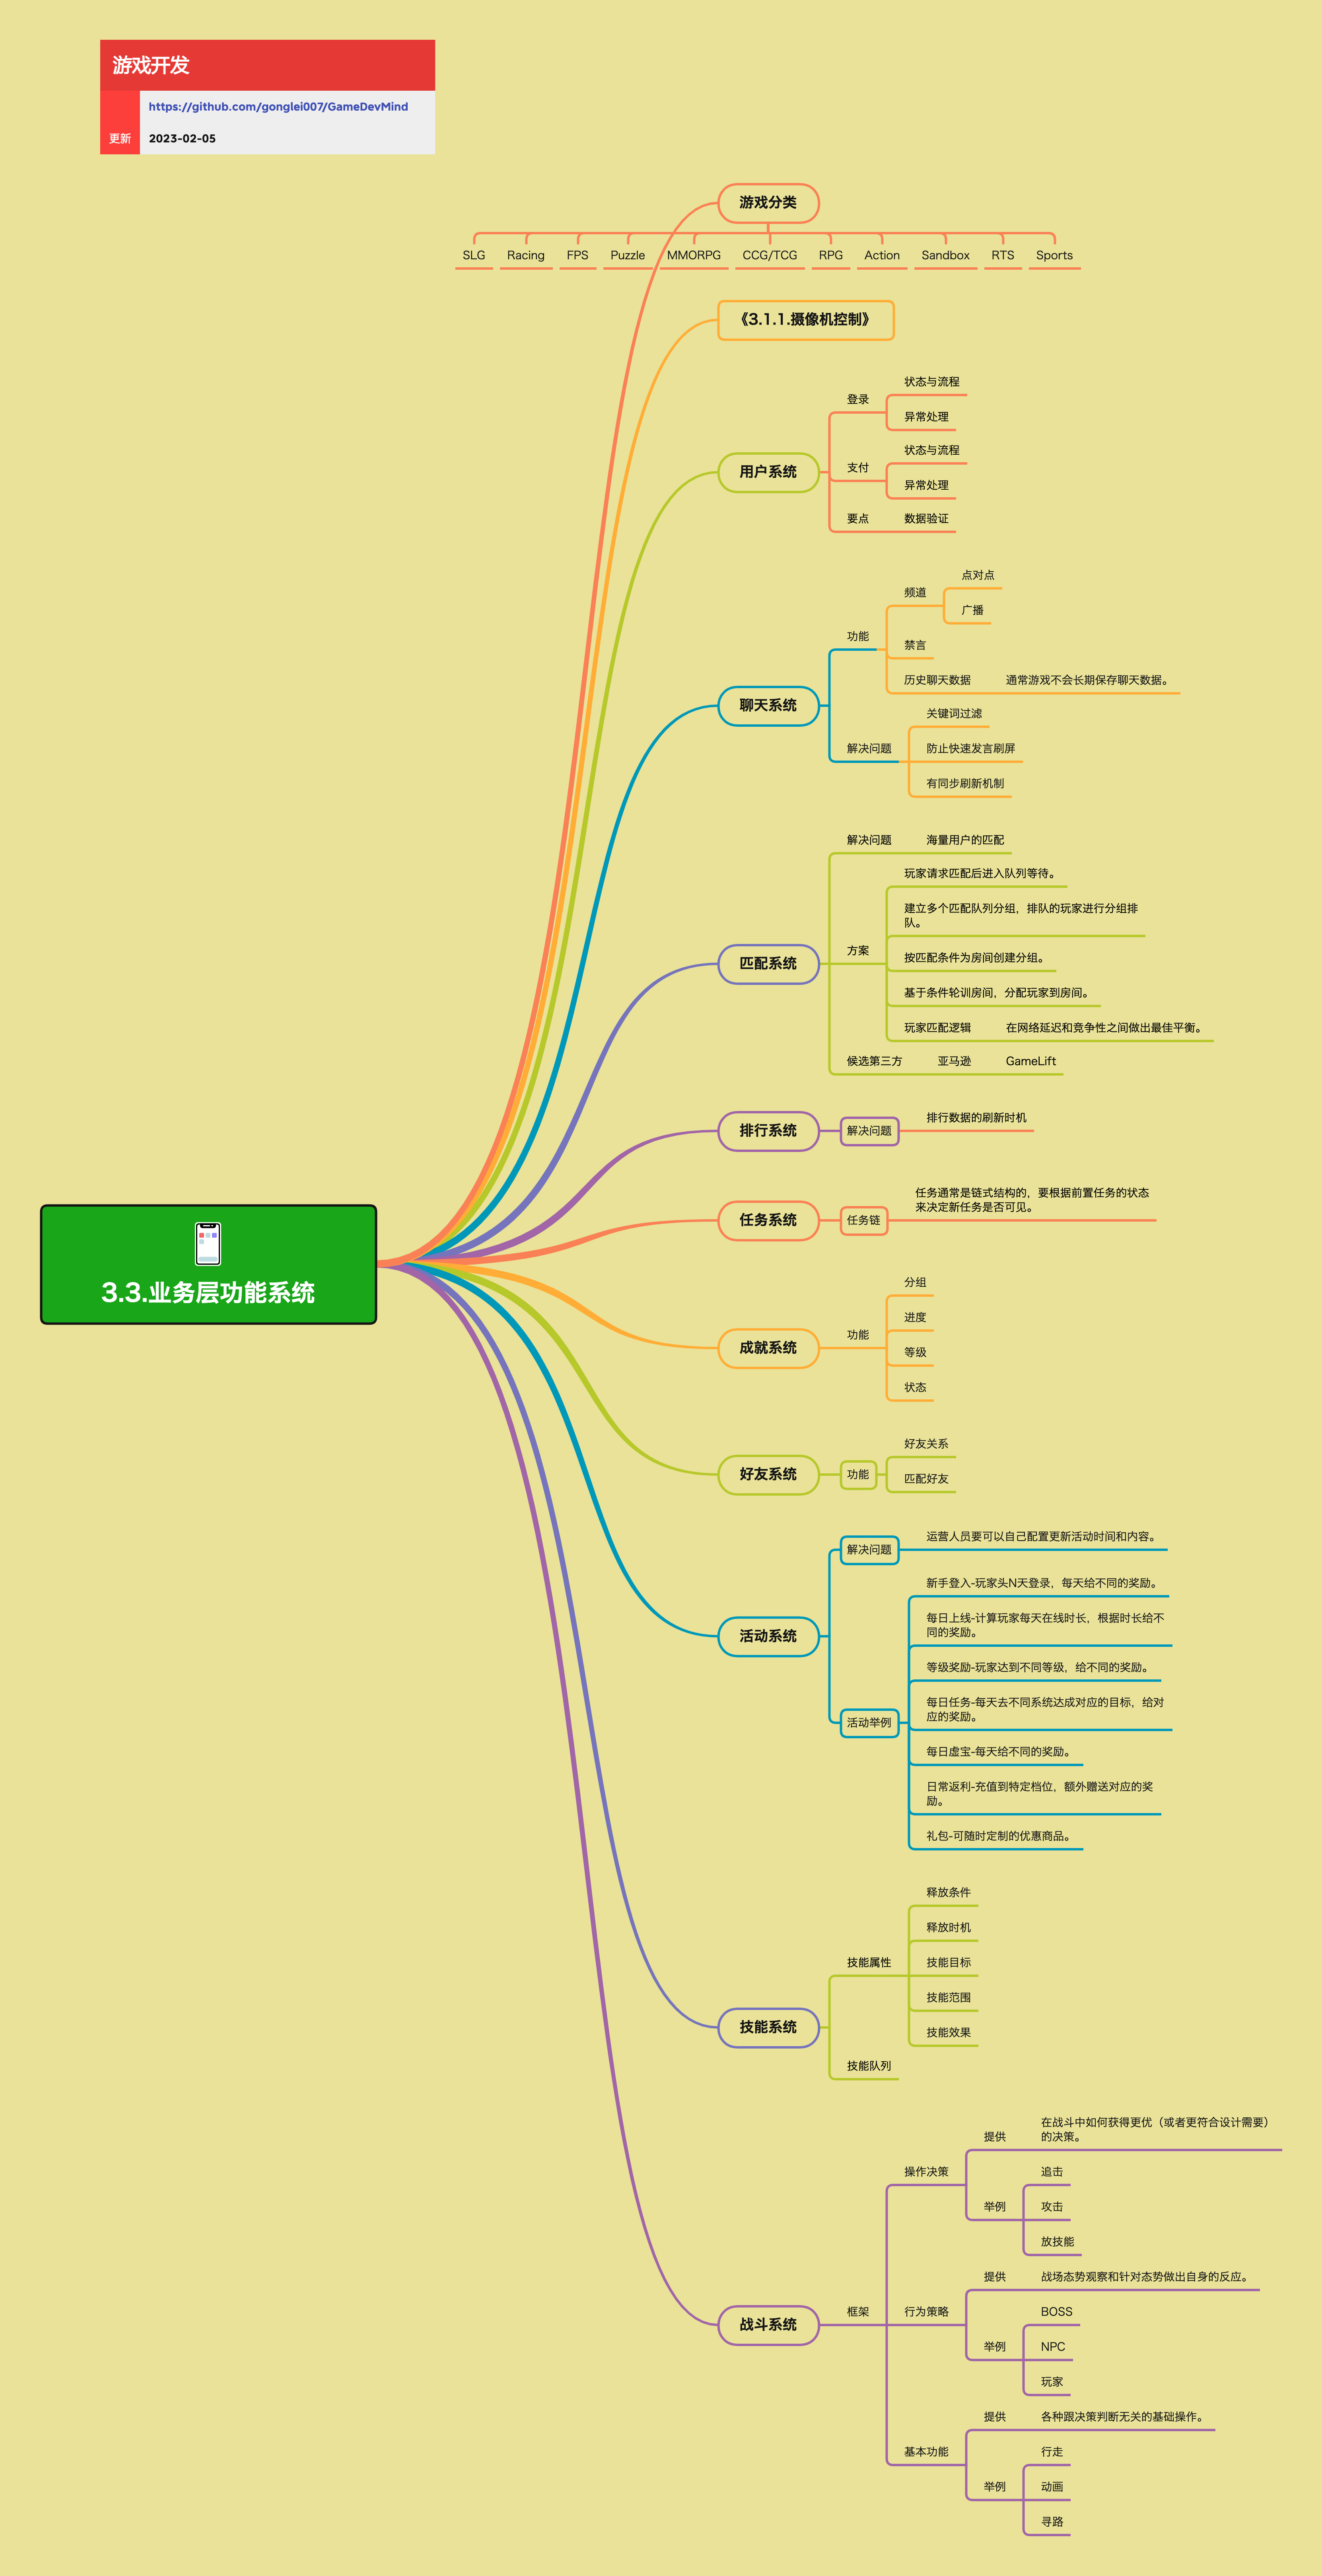 游戏开发
https://github.com/gonglei007/GameDevMind
更新 2023-02-05
游戏分类
SLG Racing FPS Puzzle MMORPG CCG/TCG RPG Action Sandbox RTS Sports
《3.1.1.摄像机控制》
用户系统
登录
状态与流程
异常处理
支付
状态与流程
异常处理
要点 数据验证
聊天系统
功能
频道
点对点
广播
禁言
历史聊天数据 通常游戏不会长期保存聊天数据。
解决问题
关键词过滤
防止快速发言刷屏
有同步刷新机制
匹配系统
解决问题 海量用户的匹配
方案
玩家请求匹配后进入队列等待。
建立多个匹配队列分组，排队的玩家进行分组排
队。
按匹配条件为房间创建分组。
基于条件轮训房间，分配玩家到房间。
玩家匹配逻辑 在网络延迟和竞争性之间做出最佳平衡。
候选第三方 亚马逊 GameLift
排行系统
解决问题
排行数据的刷新时机
任务系统
任务链
任务通常是链式结构的，要根据前置任务的状态
来决定新任务是否可见。
3.3.业务层功能系统
成就系统
功能
分组
进度
等级
状态
好友系统
功能
好友关系
匹配好友
活动系统
解决问题
运营人员要可以自己配置更新活动时间和内容。
活动举例
新手登入-玩家头N天登录，每天给不同的奖励。
每日上线-计算玩家每天在线时长，根据时长给不
同的奖励。
等级奖励-玩家达到不同等级，给不同的奖励。
每日任务-每天去不同系统达成对应的目标，给对
应的奖励。
每日虚宝-每天给不同的奖励。
日常返利-充值到特定档位，额外赠送对应的奖
励。
礼包-可随时定制的优惠商品。
技能系统
技能属性
释放条件
释放时机
技能目标
技能范围
技能效果
技能队列
战斗系统
框架
操作决策
提供
在战斗中如何获得更优（或者更符合设计需要）
的决策。
举例
追击
攻击
放技能
行为策略
提供 战场态势观察和针对态势做出自身的反应。
举例
BOSS
NPC
玩家
基本功能
提供 各种跟决策判断无关的基础操作。
举例
行走
动画
寻路